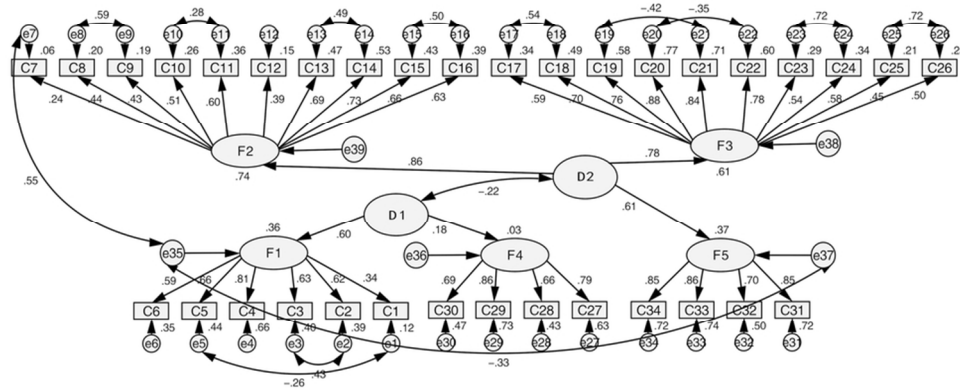 .59 .28 .49 .50 .54 -.42 -.35 .72 .72
e7 e8 e9 e10 e11 e12 e13 e14 e15 e16 e17 e18 e19 e20 e21 e22 e23 e24 e25 e26
.06 .20 .19 .26 .36 .15 .47 .53 .43 .39 .34 .49 .58 .77 .71 .60 .29 .34 .21 .2
C7 C8 C9 C10 C11 C12 C13 C14 C15 C16 C17 C18 C19 C20 C21 C22 C23 C24 C25 C26
.24 .44 .43 .51 .60 .39 .69 .73 .66 .63 .59 .70 .76 .88 .84 .78 .54 .58 .45 .50
F2 e39 F3 e38
.74 .86 .78 .61
D2
.55 -.22 .61
D1
.36 .60 .18 .03 .37
e35 F1 e36 F4 F5 e37
.59 .66 .81 .63 .62 .34 .69 .86 .66 .79 .85 .86 .70 .85
C6 C5 C4 C3 C2 C1 C30 C29 C28 C27 C34 C33 C32 C31
.35 .44 .66 .40 .39 .12 .47 .73 .43 .63 .72 .74 .50 .72
e6 e5 e4 e3 e2 e1 e30 e29 e28 e27 e34 e33 e32 e31
-.33
.43
-.26